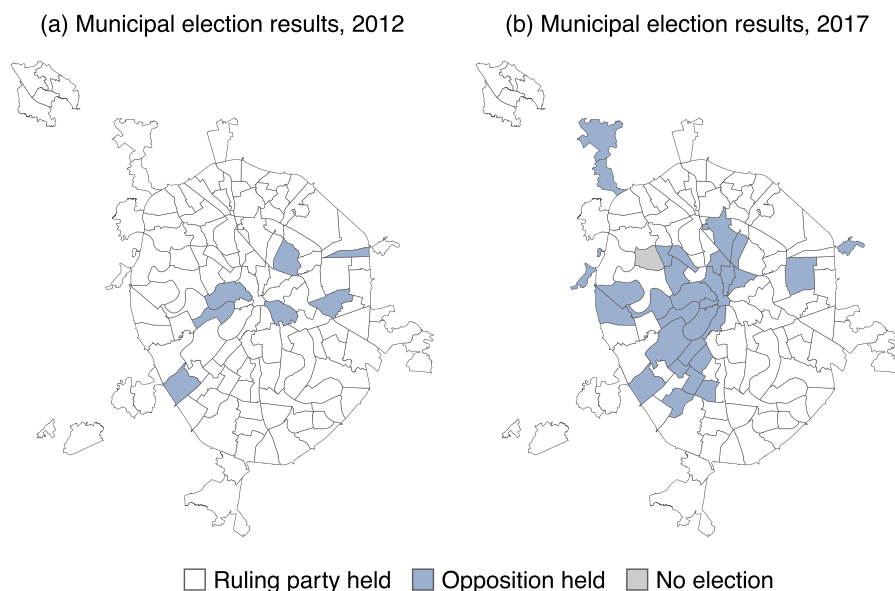 (a) Municipal election results, 2012
(b) Municipal election results, 2017
Ruling party held
Opposition held
No election